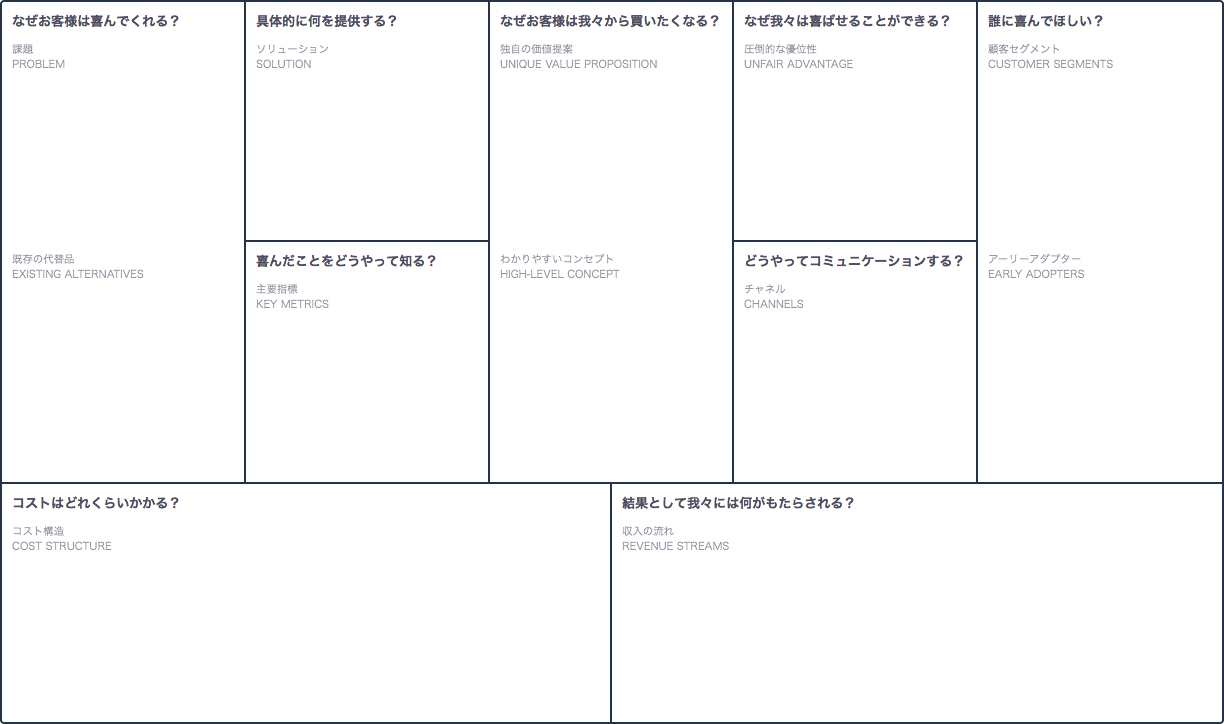 なぜお客様は喜んでくれる？
課題
PROBLEM
既存の代替品
EXISTING ALTERNATIVES
具体的に何を提供する？
ソリューション
SOLUTION
喜んだことをどうやって知る？
主要指標
KEY METRICS
なぜお客様は我々から買いたくなる？
独自の価値提案
UNIQUE VALUE PROPOSITION
わかりやすいコンセプト
HIGH-LEVEL CONCEPT
なぜ我々は喜ばせることができる？
圧倒的な優位性
UNFAIR ADVANTAGE
どうやってコミュニケーションする？
チャネル
CHANNELS
誰に喜んでほしい？
顧客セグメント
CUSTOMER SEGMENTS
アーリーアダプター
EARLY ADOPTERS
コストはどれくらいかかる？
コスト構造
COST STRUCTURE
結果として我々には何がもたらされる？
収入の流れ
REVENUE STREAMS